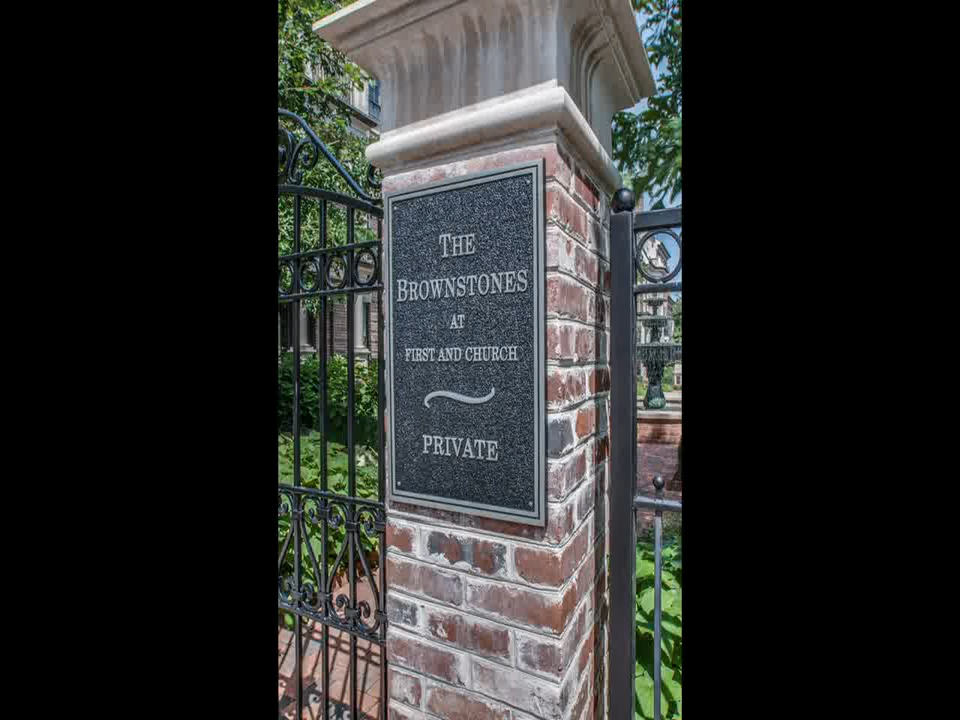 THE
BROWNSTONES
AT
FIRST AND CHURCH
PRIVATE